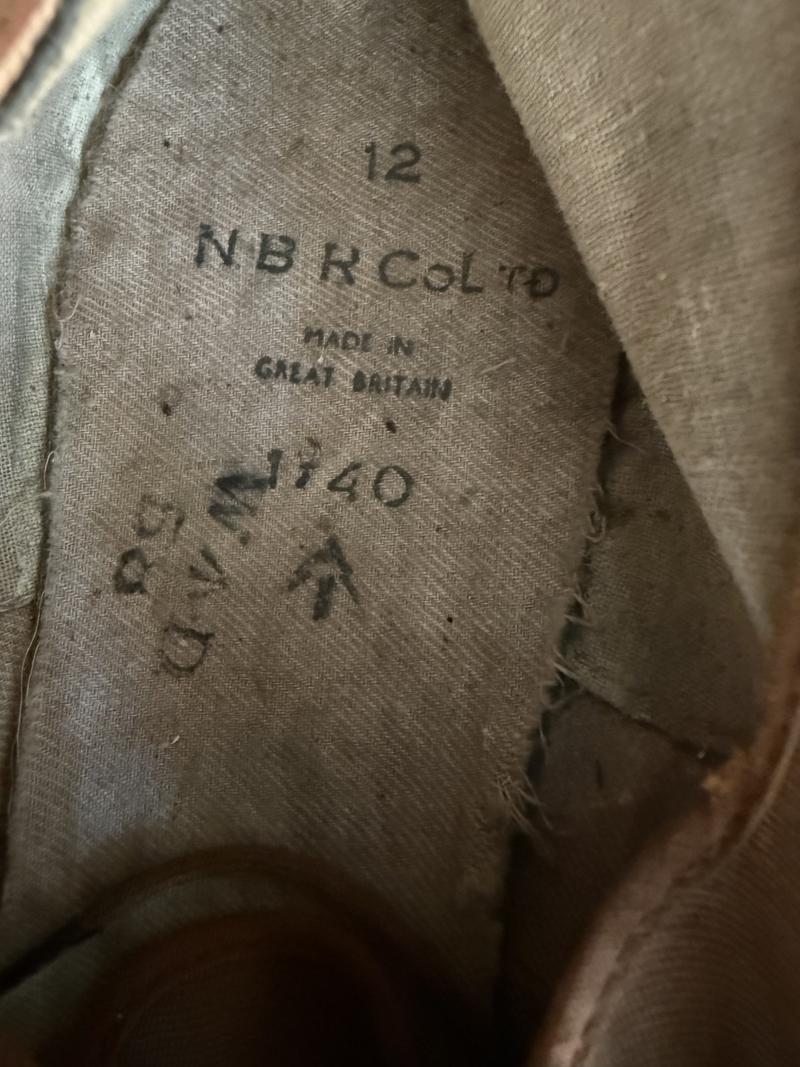 12
N B R Co LTD
MADE IN
GREAT BRITAIN
1940
W.V.D